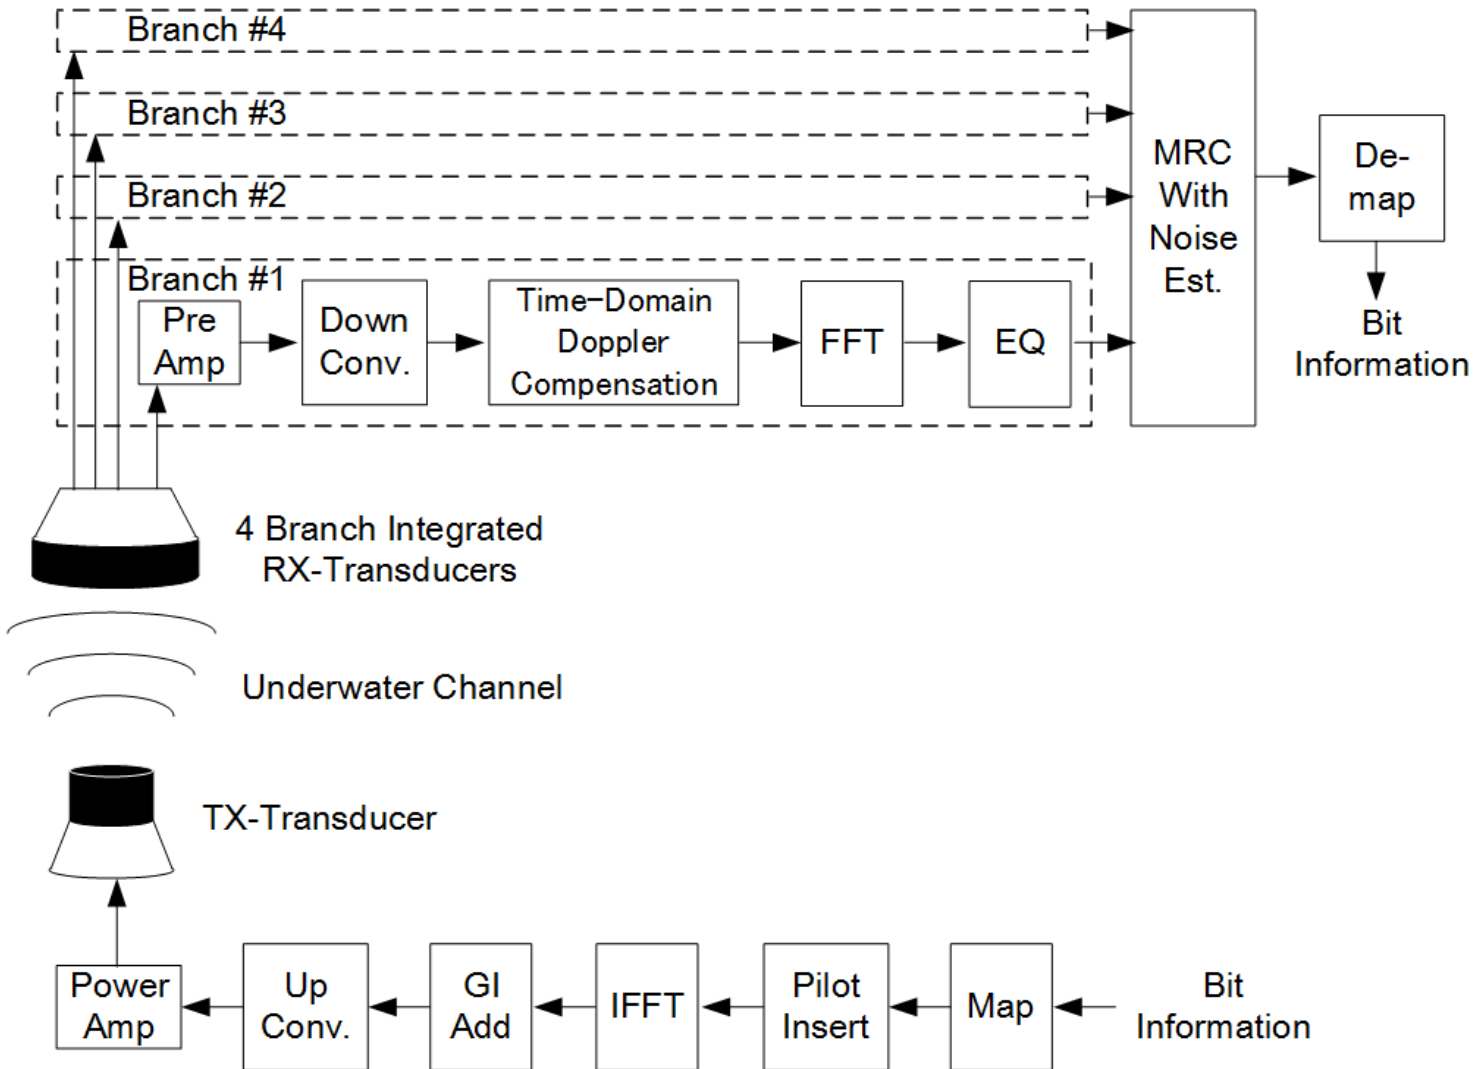 Branch #4
Branch #3
Branch #2
Branch #1
Pre
Amp
Down
Conv.
Time-Domain
Doppler
Compensation
FFT
EQ
MRC
With
Noise
Est.
De-
map
Bit
Information
4 Branch Integrated
RX-Transducers
Underwater Channel
TX-Transducer
Power
Amp
Up
Conv.
GI
Add
IFFT
Pilot
Insert
Map
Bit
Information